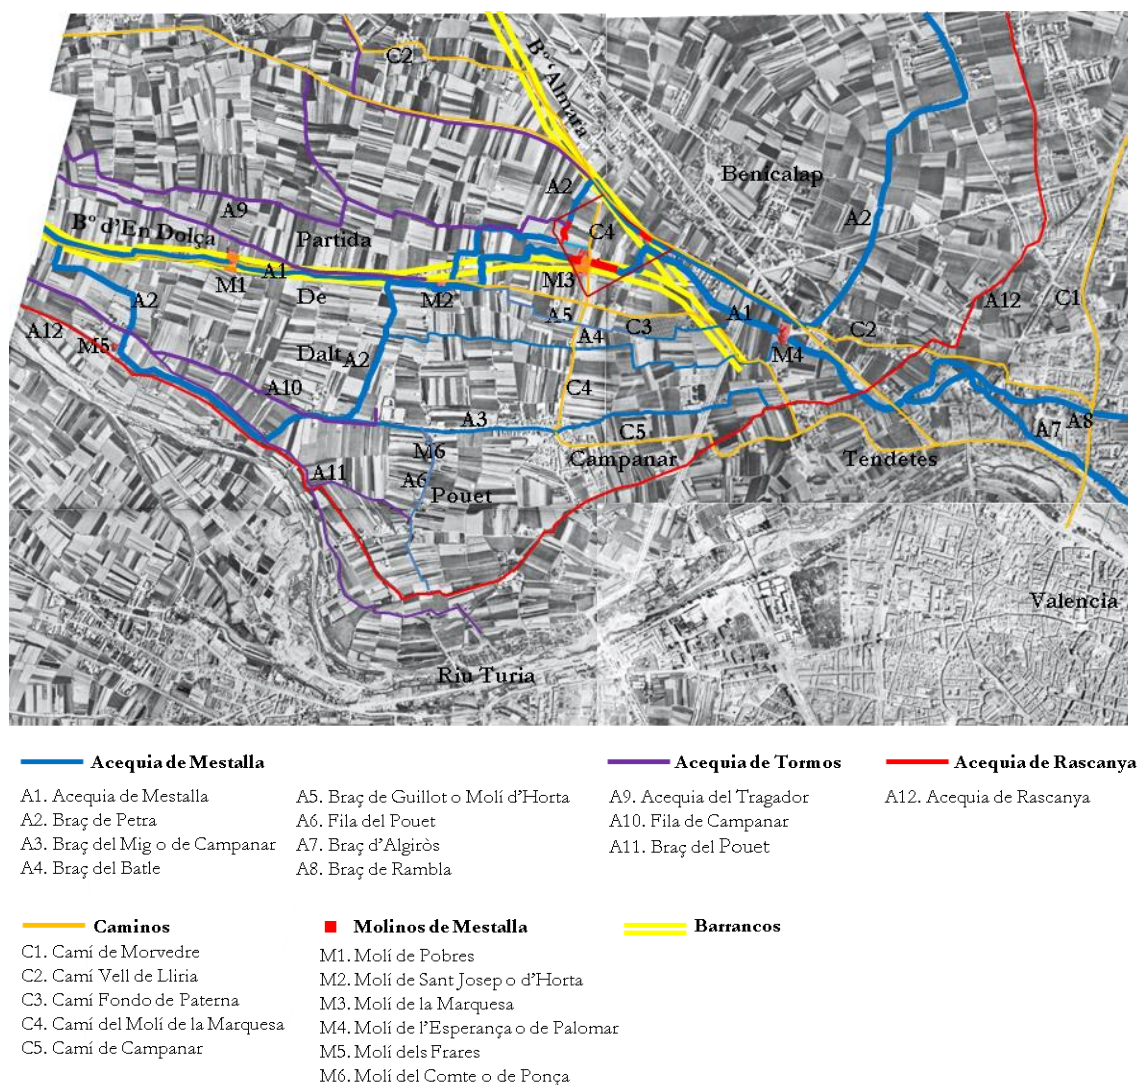 C2
Bº d'Almara
Benicalap
A2
A2
A9
C4
Bº d'En Dolça
Partida
A1
M1
M2
M3
De
A2
A12
C1
A5
C3
A1
A4
A12
M5
Dalt
A2
C2
M4
A10
C4
A3
C5
A7
A8
M6
Campanar
Tendetes
A11
A6
Pouet
Valencia
Riu Turia
Acequia de Mestalla
A1. Acequia de Mestalla
A2. Braç de Petra
A3. Braç del Mig o de Campanar
A4. Braç del Batle
A5. Braç de Guillot o Molí d'Horta
A6. Fila del Pouet
A7. Braç d'Algiròs
A8. Braç de Rambla
Acequia de Tormos
A9. Acequia del Tragador
A10. Fila de Campanar
A11. Braç del Pouet
Acequia de Rascanya
A12. Acequia de Rascanya
Caminos
C1. Camí de Morvedre
C2. Camí Vell de Lliria
C3. Camí Fondo de Paterna
C4. Camí del Molí de la Marquesa
C5. Camí de Campanar
Molinos de Mestalla
M1. Molí de Pobres
M2. Molí de Sant Josep o d'Horta
M3. Molí de la Marquesa
M4. Molí de l'Esperança o de Palomar
M5. Molí dels Frares
M6. Molí del Comte o de Ponça
Barrancos